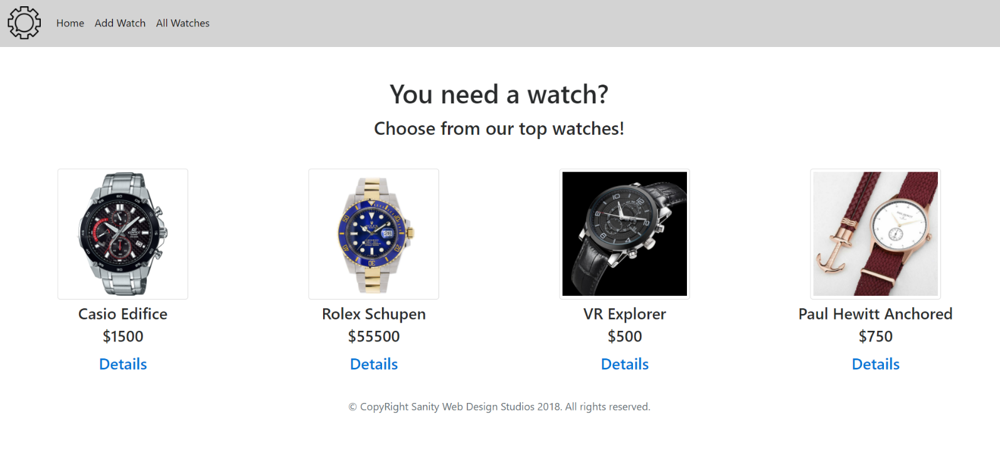 Home Add Watch All Watches
You need a watch?
Choose from our top watches!
Casio Edifice
$1500
Details
Rolex Schupen
$55500
Details
VR Explorer
$500
Details
Paul Hewitt Anchored
$750
Details
© CopyRight Sanity Web Design Studios 2018. All rights reserved.